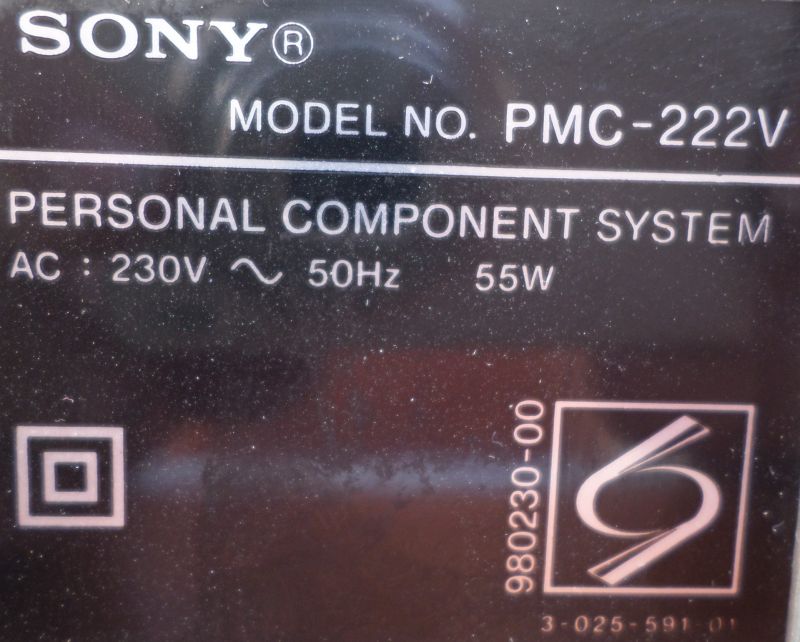 SONY®
MODEL NO. PMC-222V
PERSONAL COMPONENT SYSTEM
AC : 230V ~ 50Hz 55W
980230-00
3-025-591-01